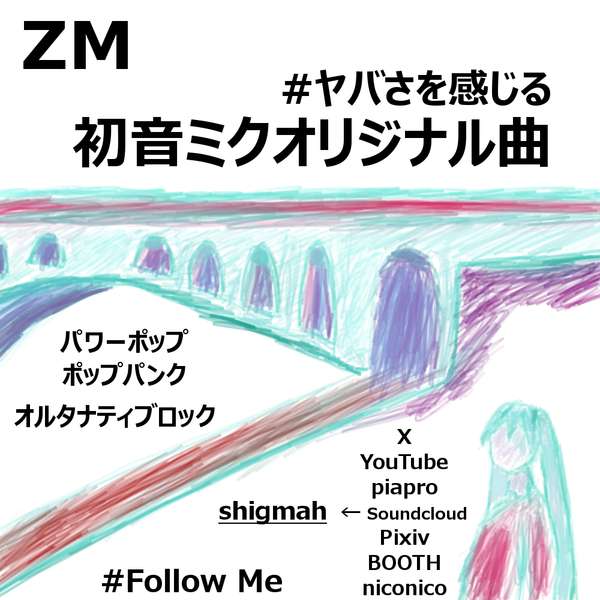 ZM
#ヤバさを感じる
初音ミクオリジナル曲
パワーポップ
ポップパンク
オルタナティブロック
X
YouTube
piapro
shigmah ← Soundcloud
Pixiv
BOOTH
niconico
#Follow Me